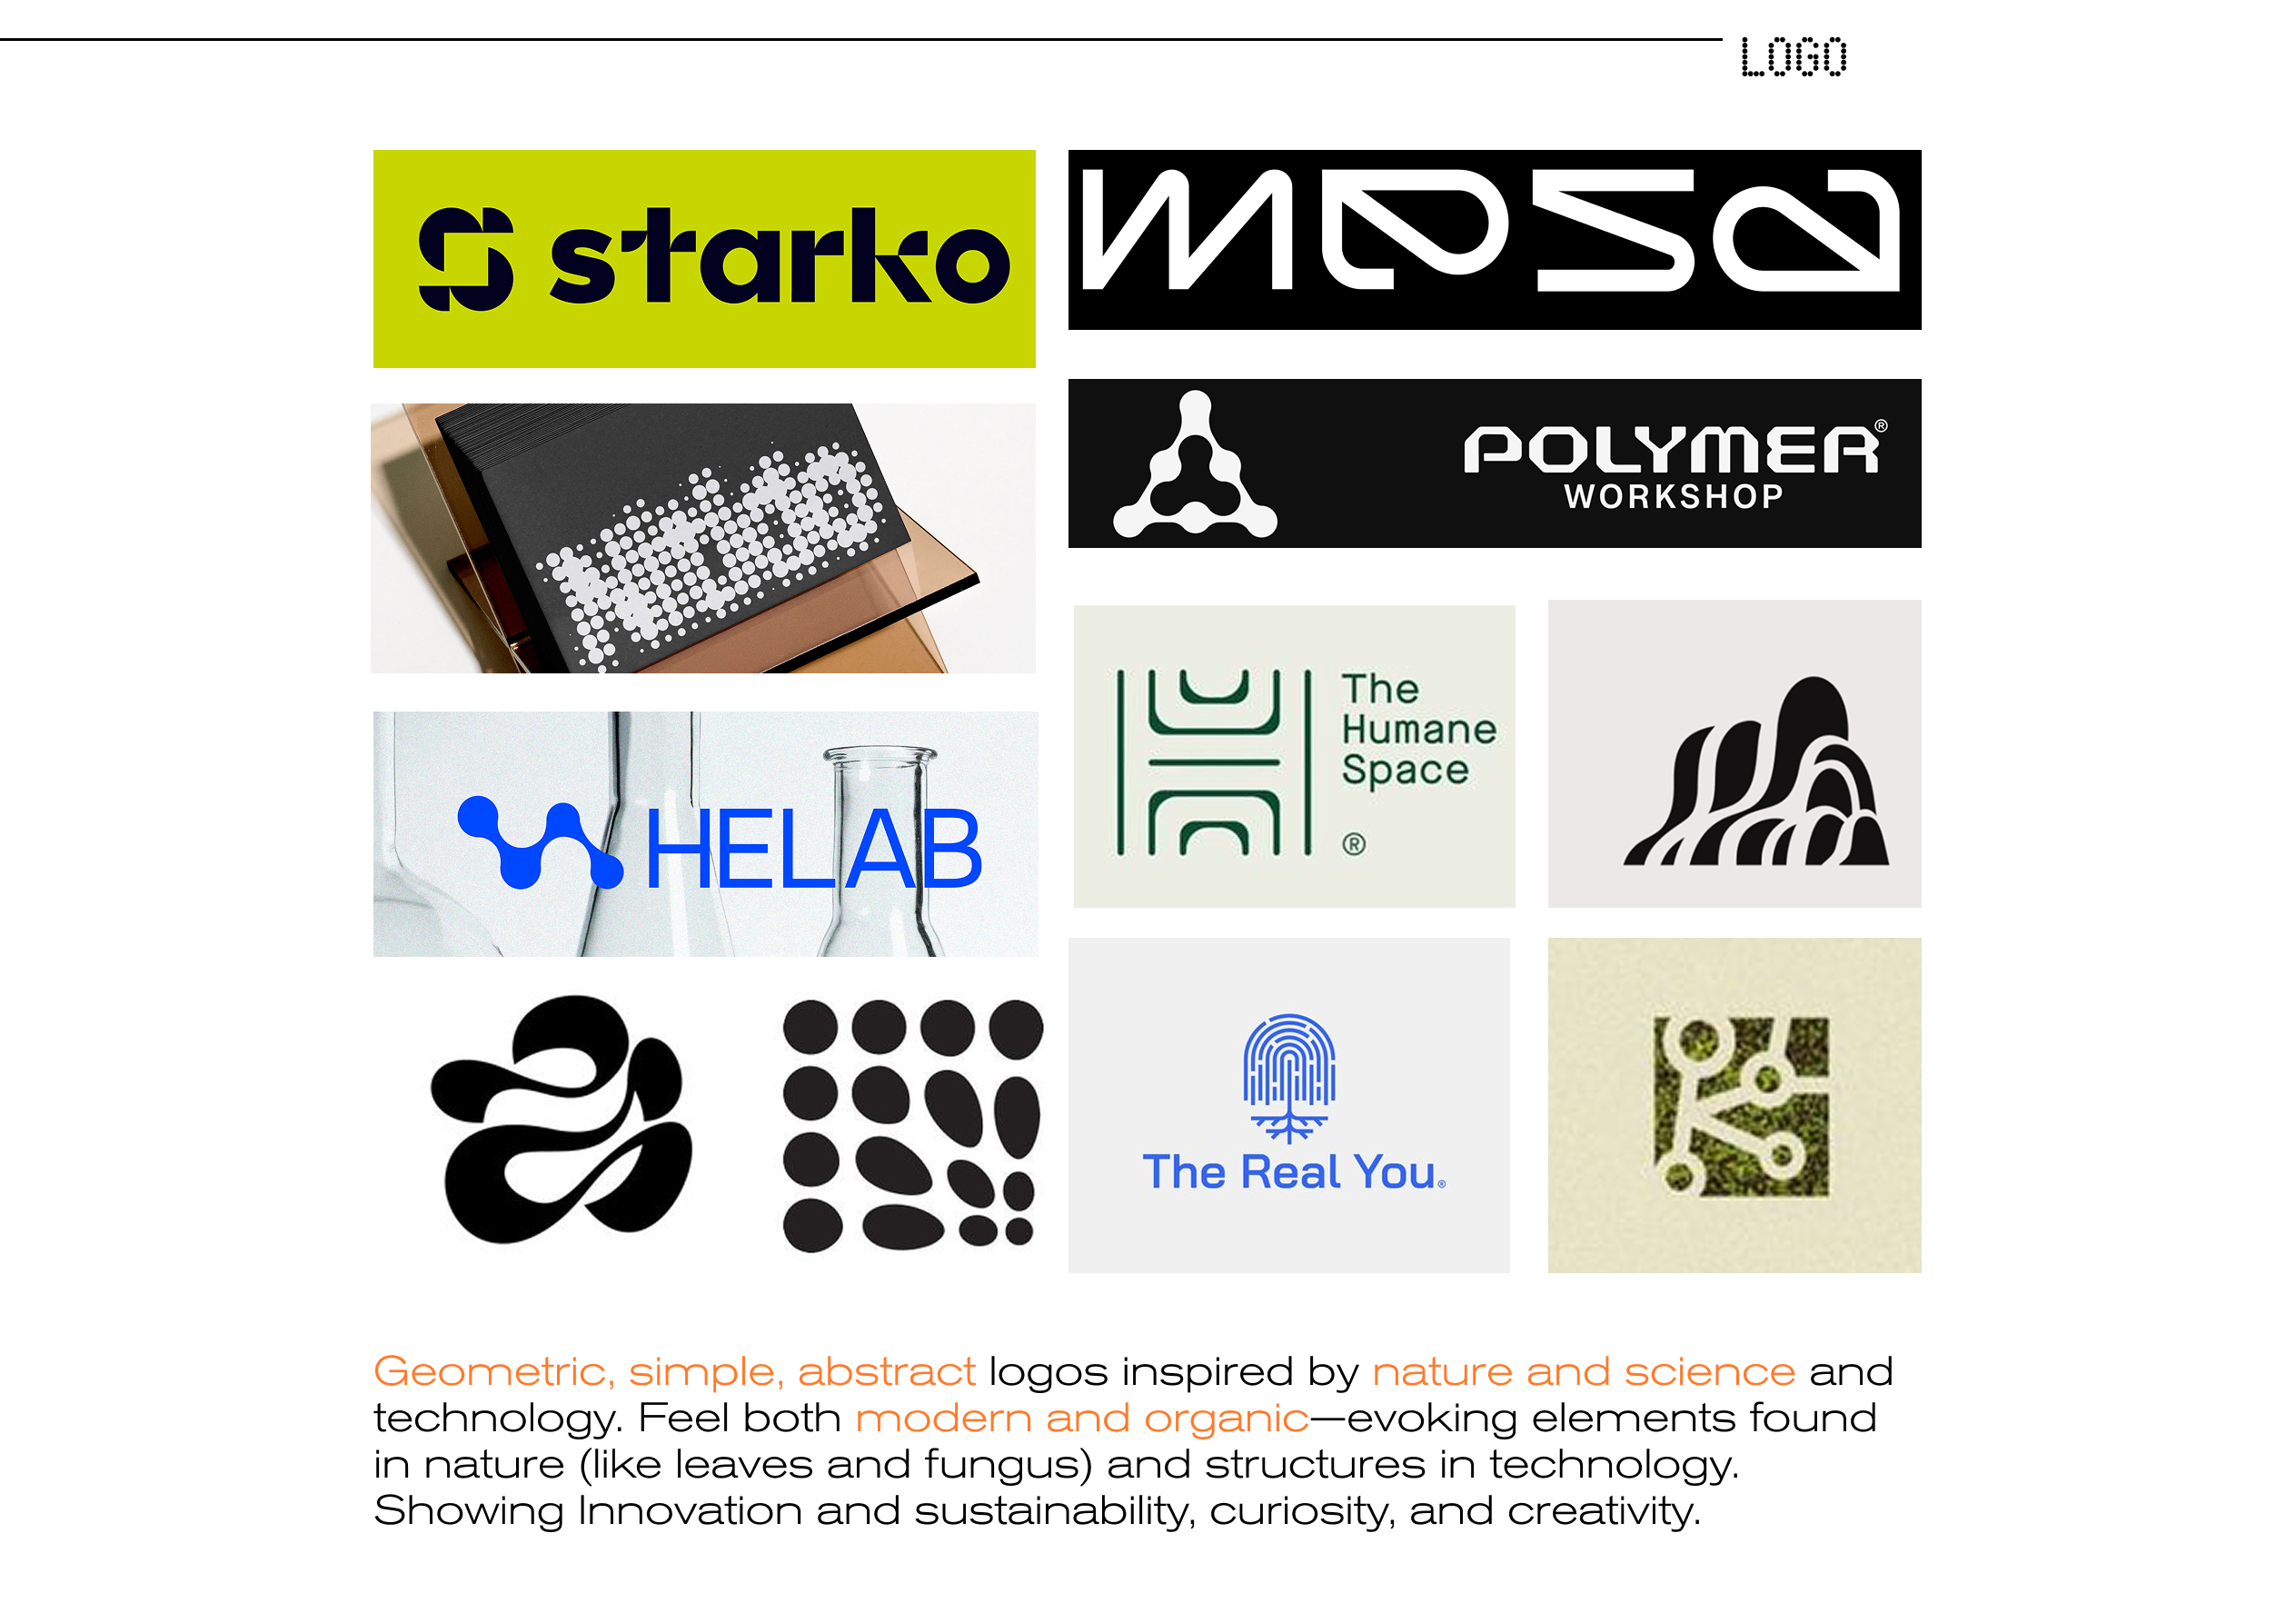 LOGO
starko
mesa
POLYMER®
WORKSHOP
The
Humane
Space
®
HELAB
The Real You®
Geometric, simple, abstract logos inspired by nature and science and
technology. Feel both modern and organic—evoking elements found
in nature (like leaves and fungus) and structures in technology.
Showing Innovation and sustainability, curiosity, and creativity.